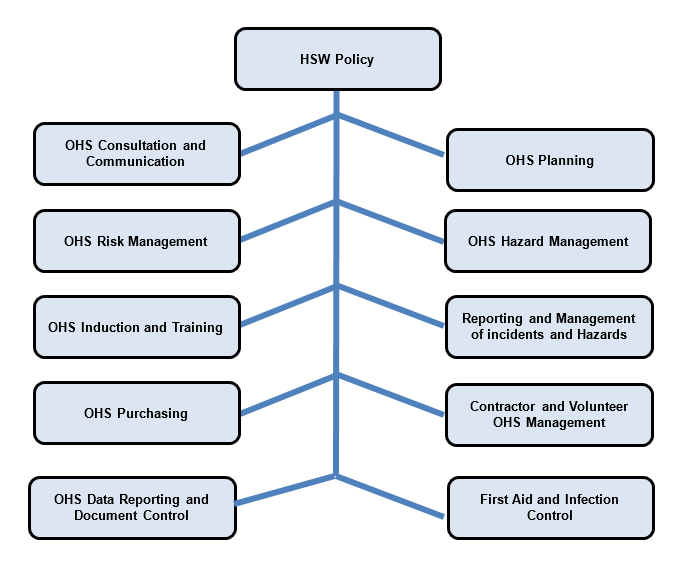 HSW Policy
OHS Consultation and
Communication
OHS Planning
OHS Risk Management
OHS Hazard Management
OHS Induction and Training
Reporting and Management
of incidents and Hazards
OHS Purchasing
Contractor and Volunteer
OHS Management
OHS Data Reporting and
Document Control
First Aid and Infection
Control